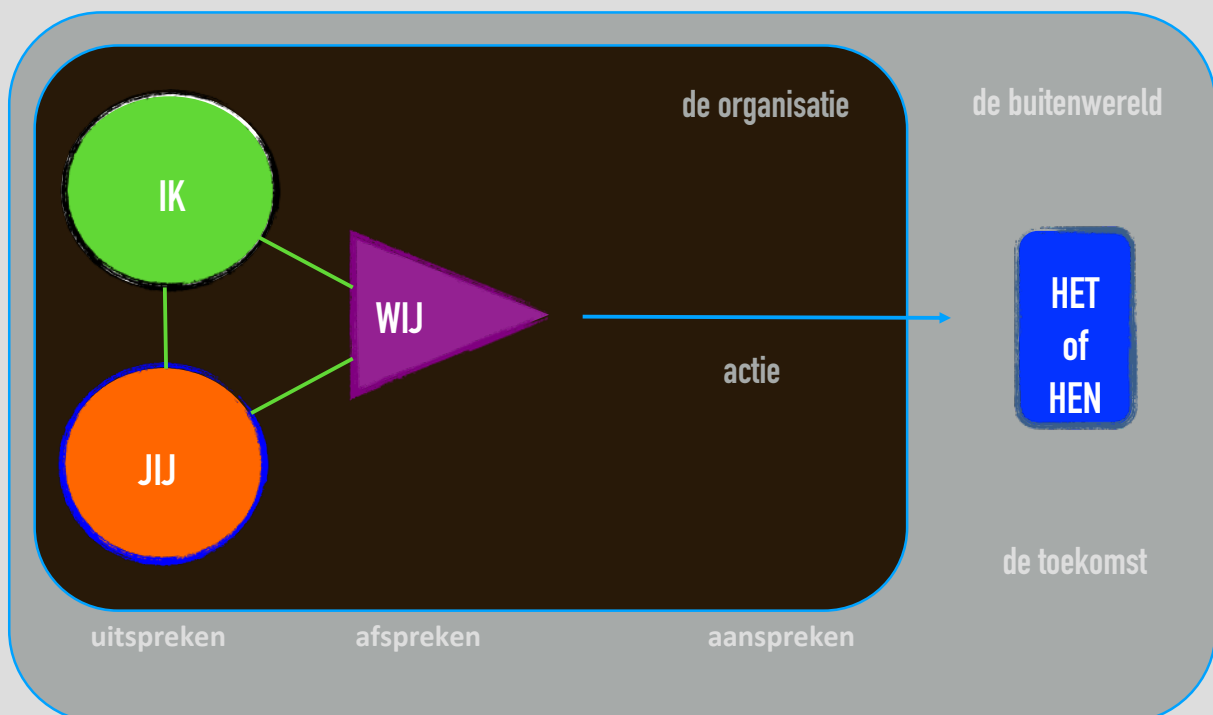 de organisatie
de buitenwereld
IK
WIJ
HET
of
HEN
actie
JIJ
de toekomst
uitspreken
afspreken
aanspreken